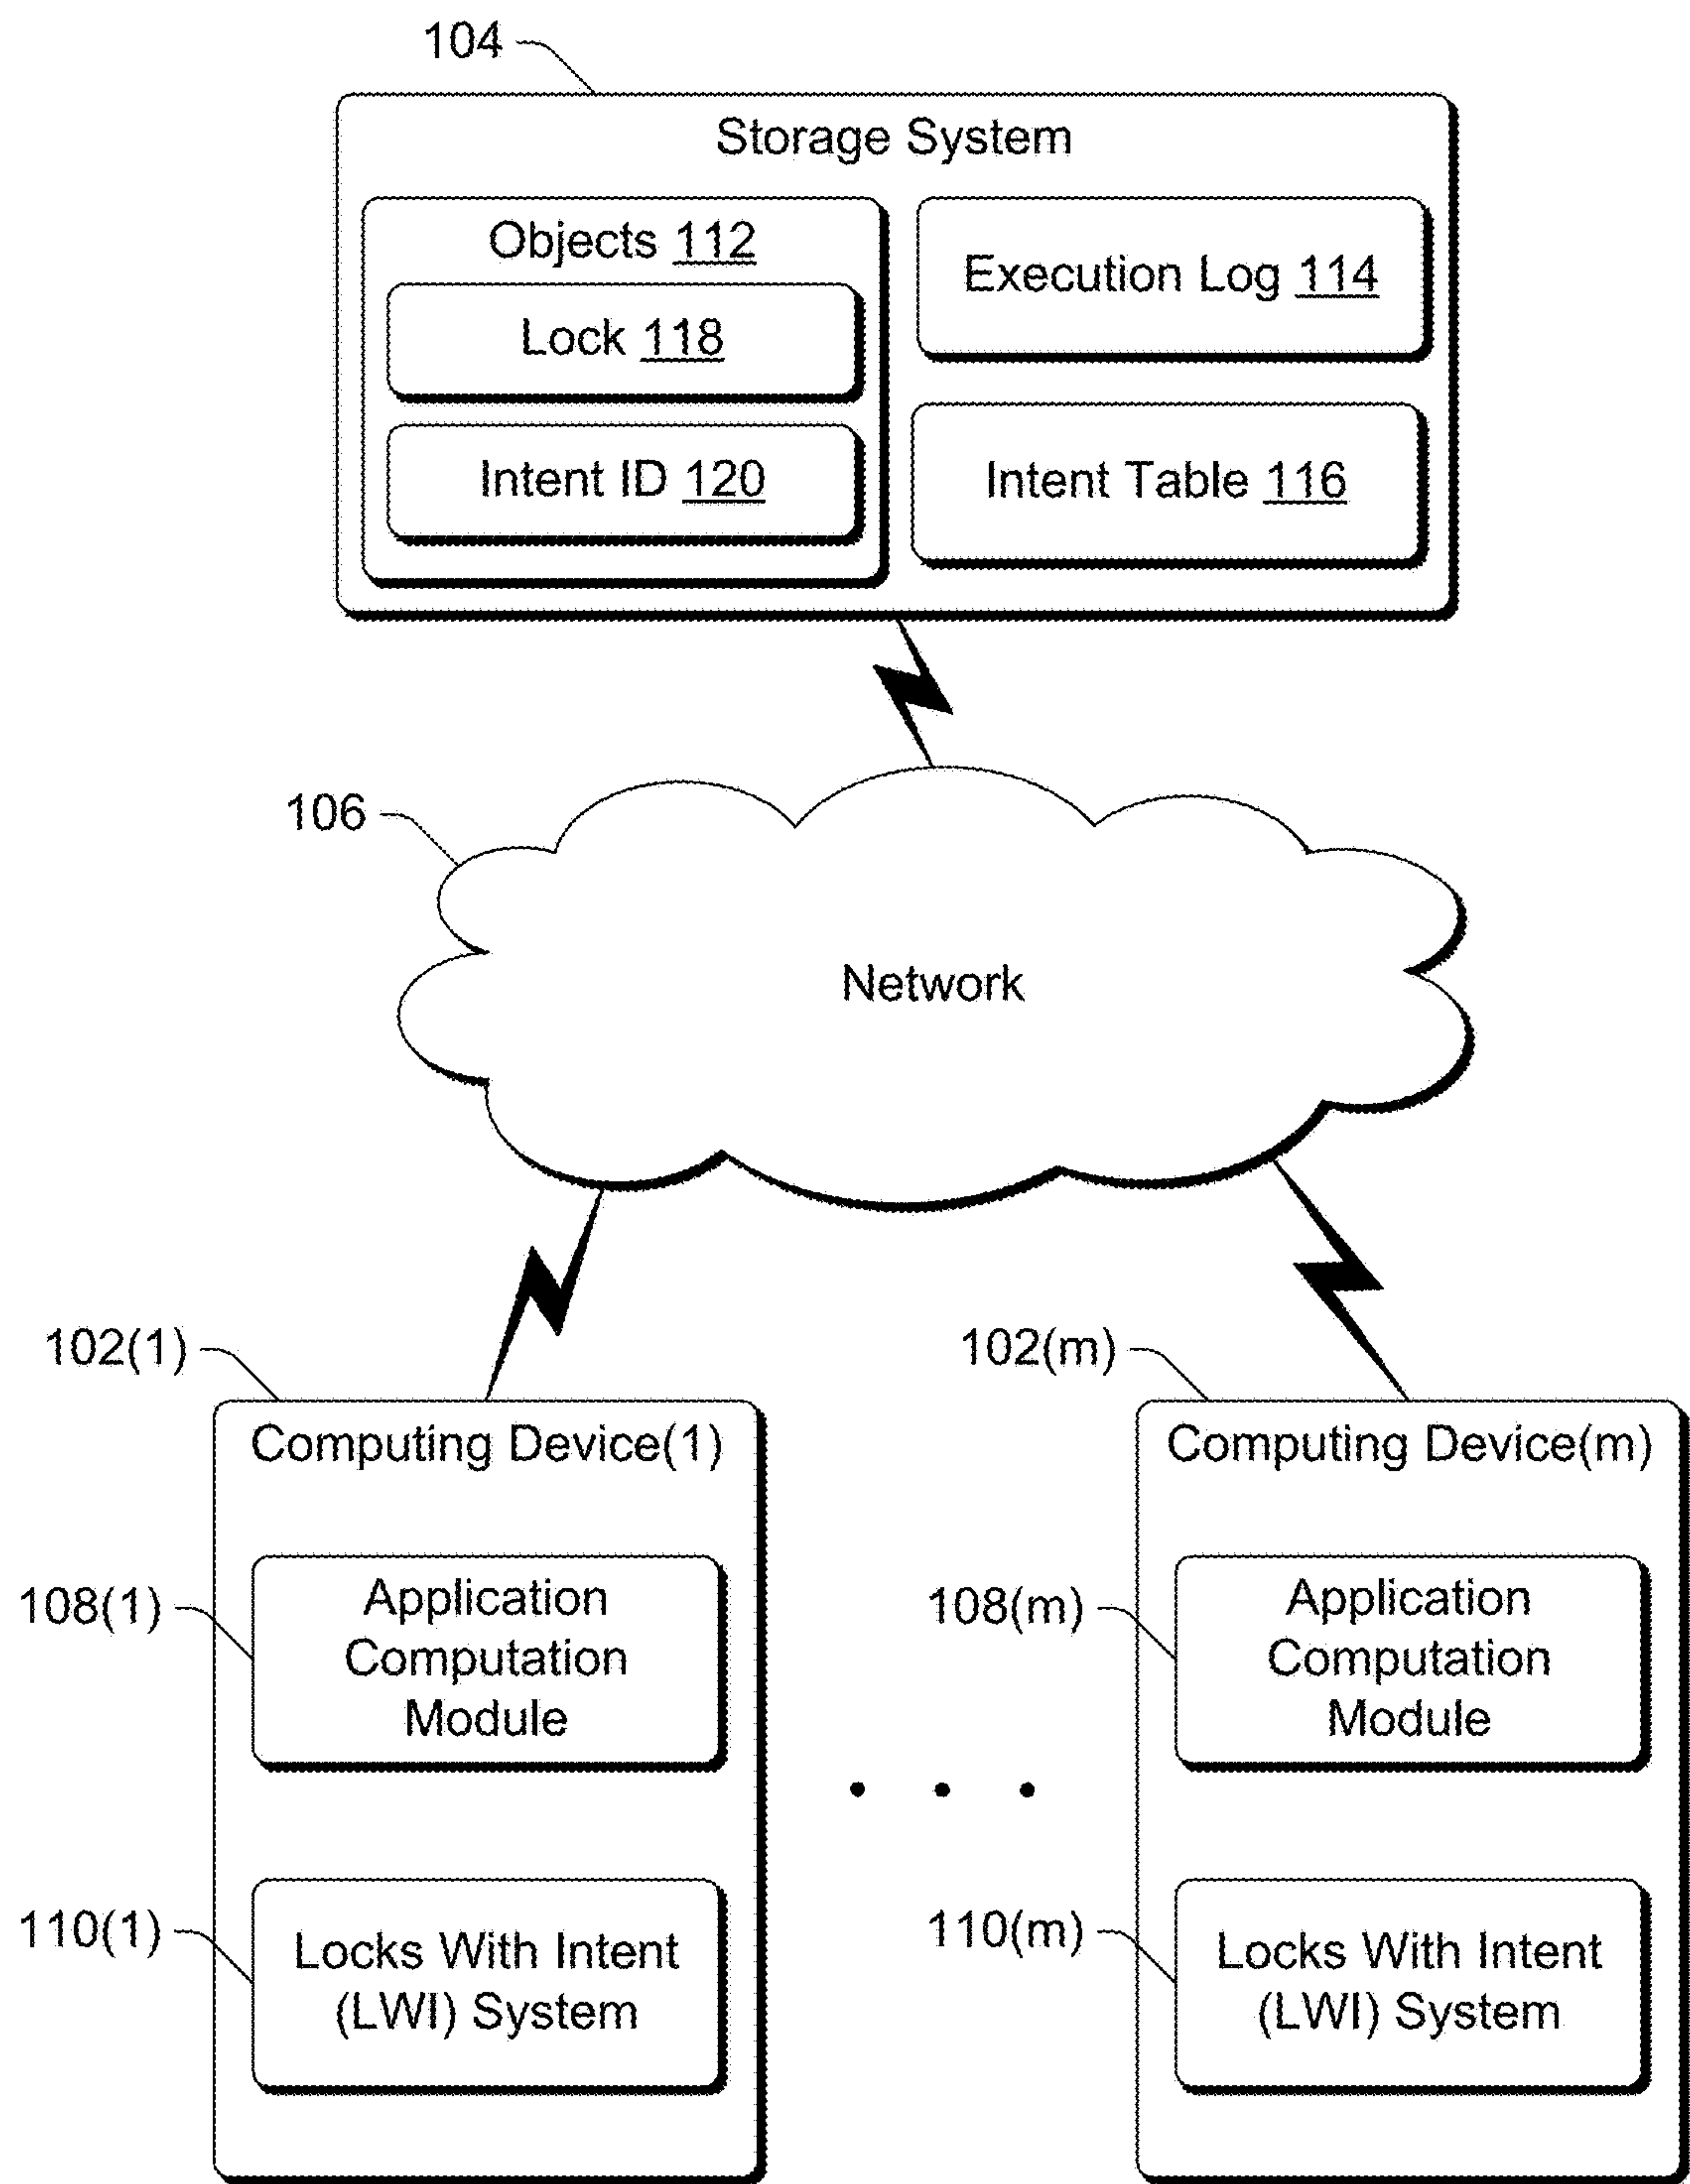 104
Storage System
Objects 112
Lock 118
Intent ID 120
Execution Log 114
Intent Table 116
106
Network
102(1)
Computing Device(1)
108(1)
Application
Computation
Module
110(1)
Locks With Intent
(LWI) System
. . .
102(m)
Computing Device(m)
108(m)
Application
Computation
Module
110(m)
Locks With Intent
(LWI) System